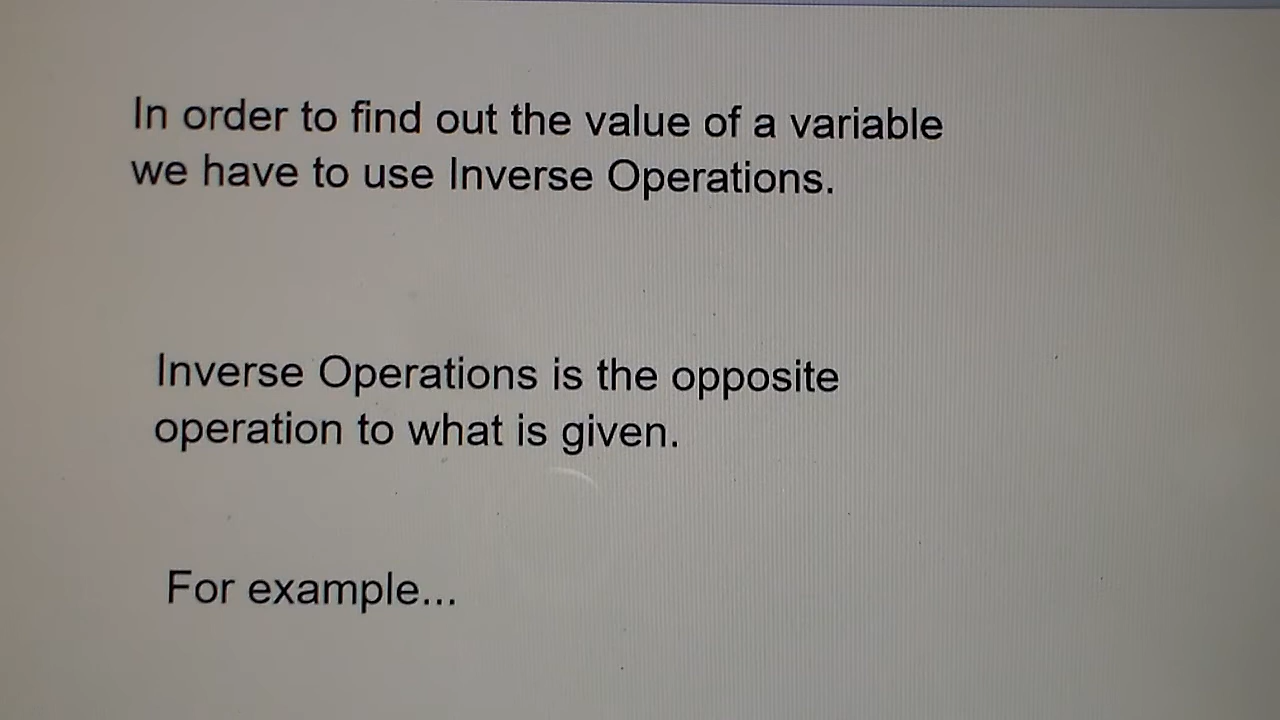 In order to find out the value of a variable
we have to use Inverse Operations.
Inverse Operations is the opposite
operation to what is given.
For example...